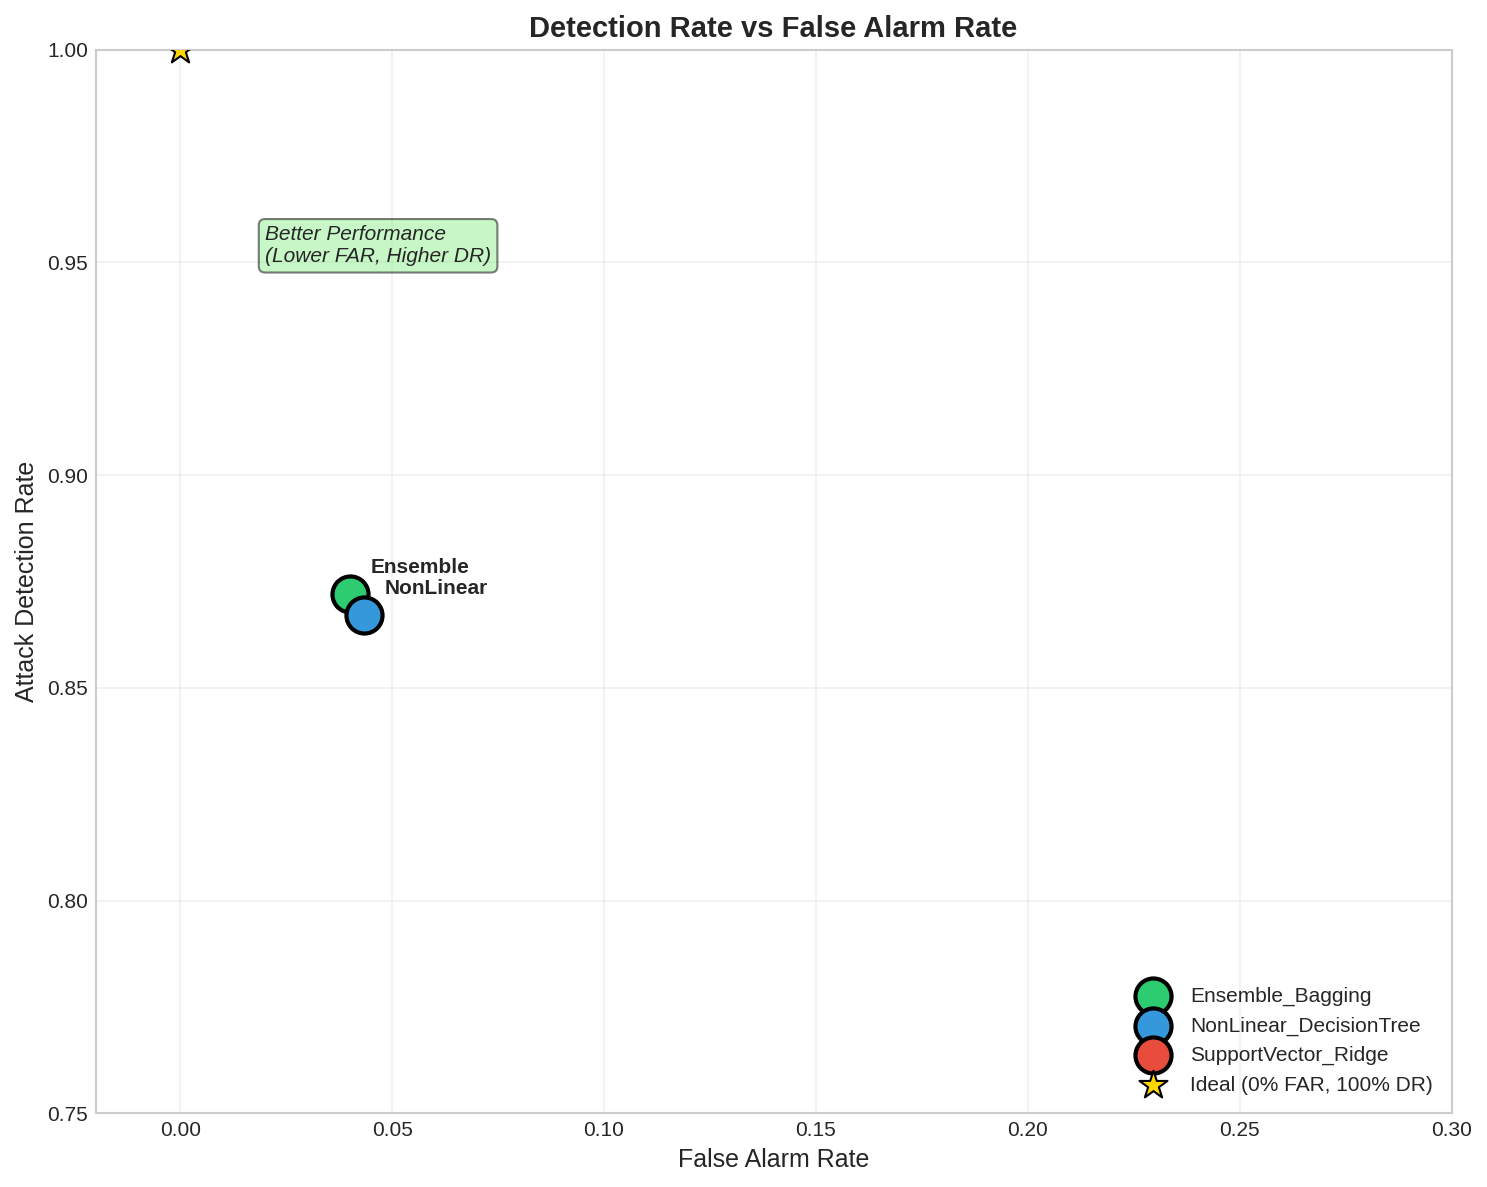 Detection Rate vs False Alarm Rate
1.00
0.95
0.90
0.85
0.80
0.75
Attack Detection Rate
Better Performance
(Lower FAR, Higher DR)
Ensemble
NonLinear
Ensemble_Bagging
NonLinear_DecisionTree
SupportVector_Ridge
Ideal (0% FAR, 100% DR)
0.00 0.05 0.10 0.15 0.20 0.25 0.30
False Alarm Rate